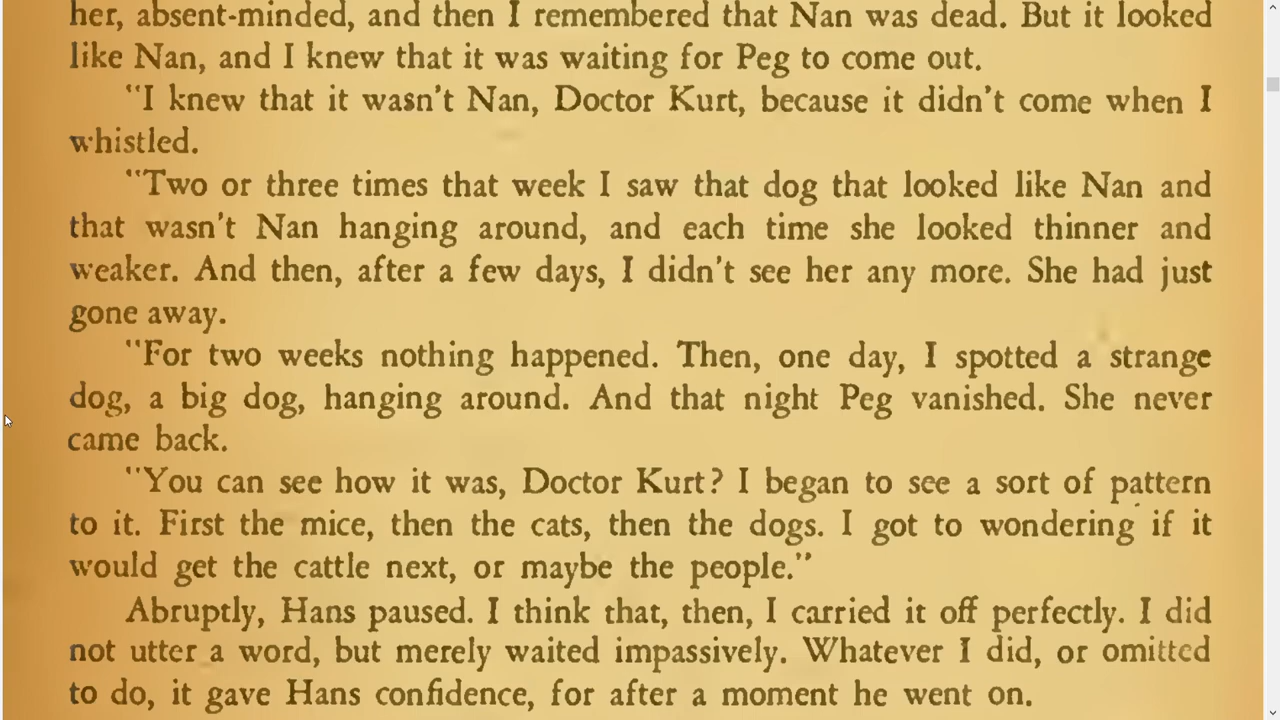 her, absent-minded, and then I remembered that Nan was dead. But it looked
like Nan, and I knew that it was waiting for Peg to come out.
"I knew that it wasn't Nan, Doctor Kurt, because it didn't come when I
whistled.
"Two or three times that week I saw that dog that looked like Nan and
that wasn't Nan hanging around, and each time she looked thinner and
weaker. And then, after a few days, I didn't see her any more. She had just
gone away.
"For two weeks nothing happened. Then, one day, I spotted a strange
dog, a big dog, hanging around. And that night Peg vanished. She never
came back.
"You can see how it was, Doctor Kurt? I began to see a sort of pattern
to it. First the mice, then the cats, then the dogs. I got to wondering if it
would get the cattle next, or maybe the people."
Abruptly, Hans paused. I think that, then, I carried it off perfectly. I did
not utter a word, but merely waited impassively. Whatever I did, or omitted
to do, it gave Hans confidence, for after a moment he went on.